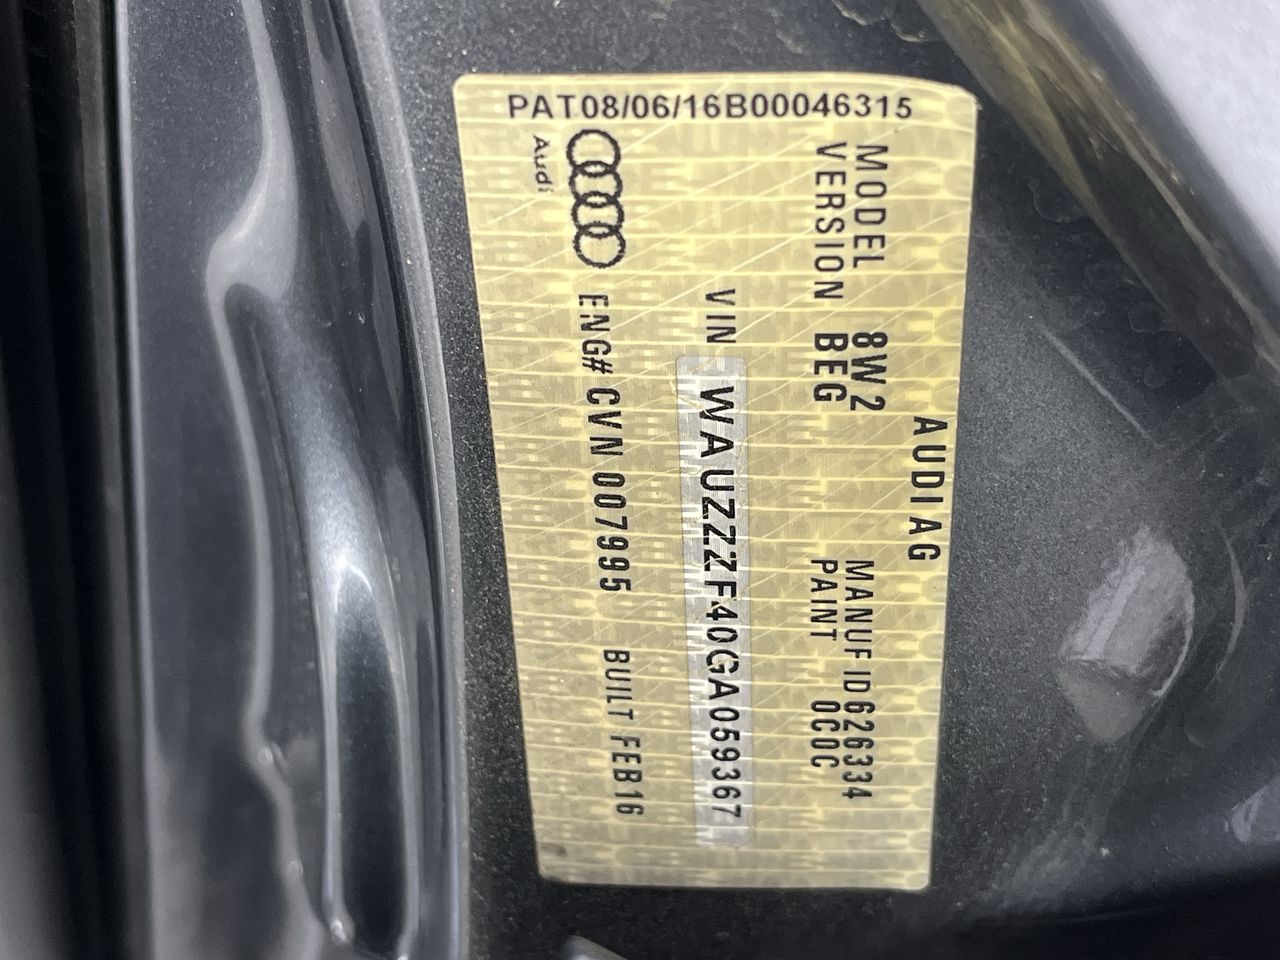 PAT08/06/16B00046315
AUDI AG
MODEL 8W2 MANUF ID 626334
VERSION BEG PAINT 0C0C
VIN WAUZZZF40GA059367
Audi
ENG# CVN 007995 BUILT FEB16